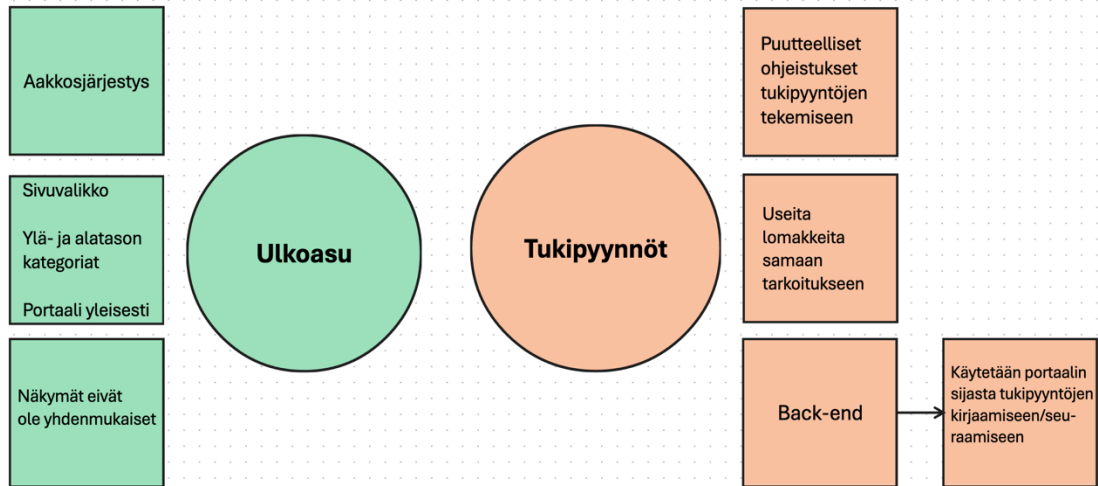 Aakkosjärjestys
Sivuvalikko
Ylä- ja alatason
kategoriat
Portaali yleisesti
Näkymät eivät
ole yhdenmukaiset
Ulkoasu
Tukipyynnöt
Puutteelliset
ohjeistukset
tukipyyntöjen
tekemiseen
Useita
lomakkeita
samaan
tarkoitukseen
Back-end
Käytetään portaalin
sijasta tukipyyntöjen
kirjaamiseen/seu-
raamiseen